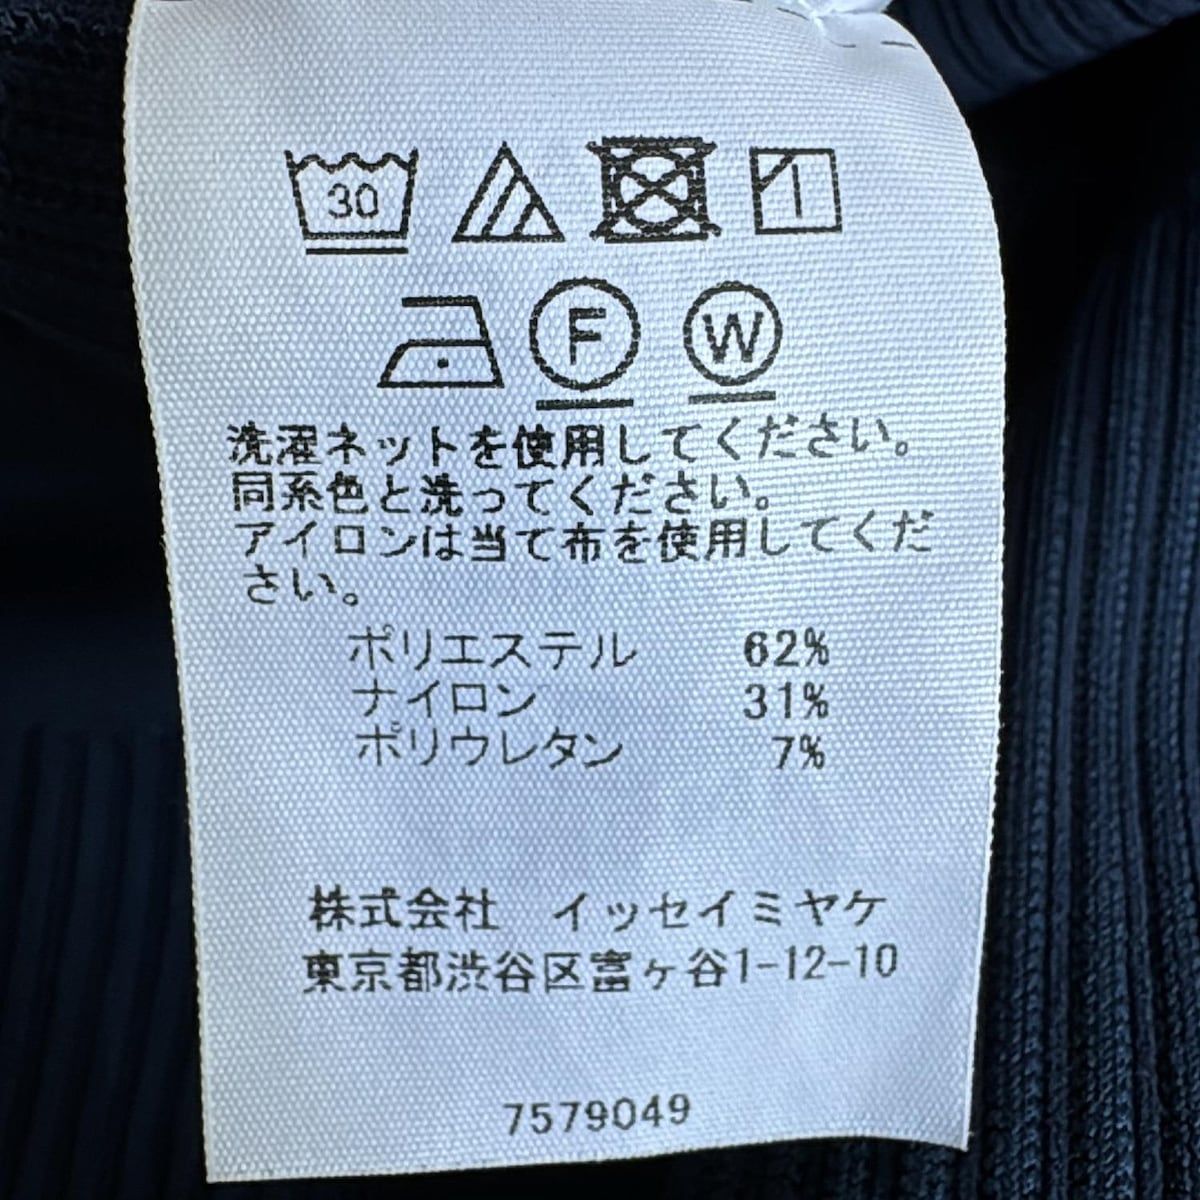 30
F W
洗濯ネットを使用してください。
同系色と洗ってください。
アイロンは当て布を使用してくだ
さい。
ポリエステル 62%
ナイロン 31%
ポリウレタン 7%
株式会社 イッセイミヤケ
東京都渋谷区富ヶ谷1-12-10
7579049